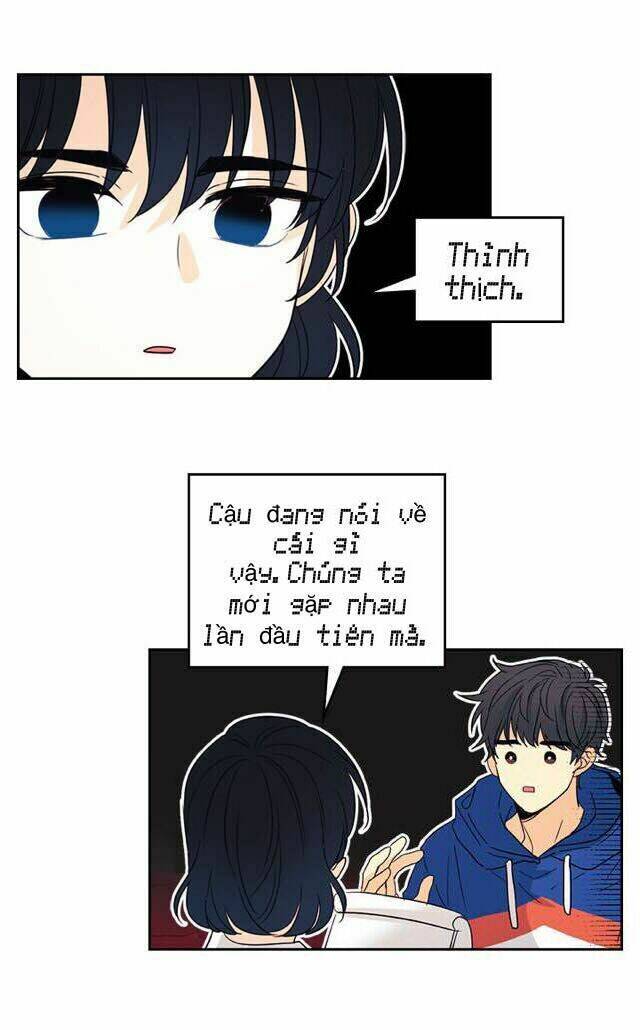 Thình
thịch.
Cậu đang nói về
cái gì
vậy. Chúng ta
mới gặp nhau
lần đầu tiên mà.